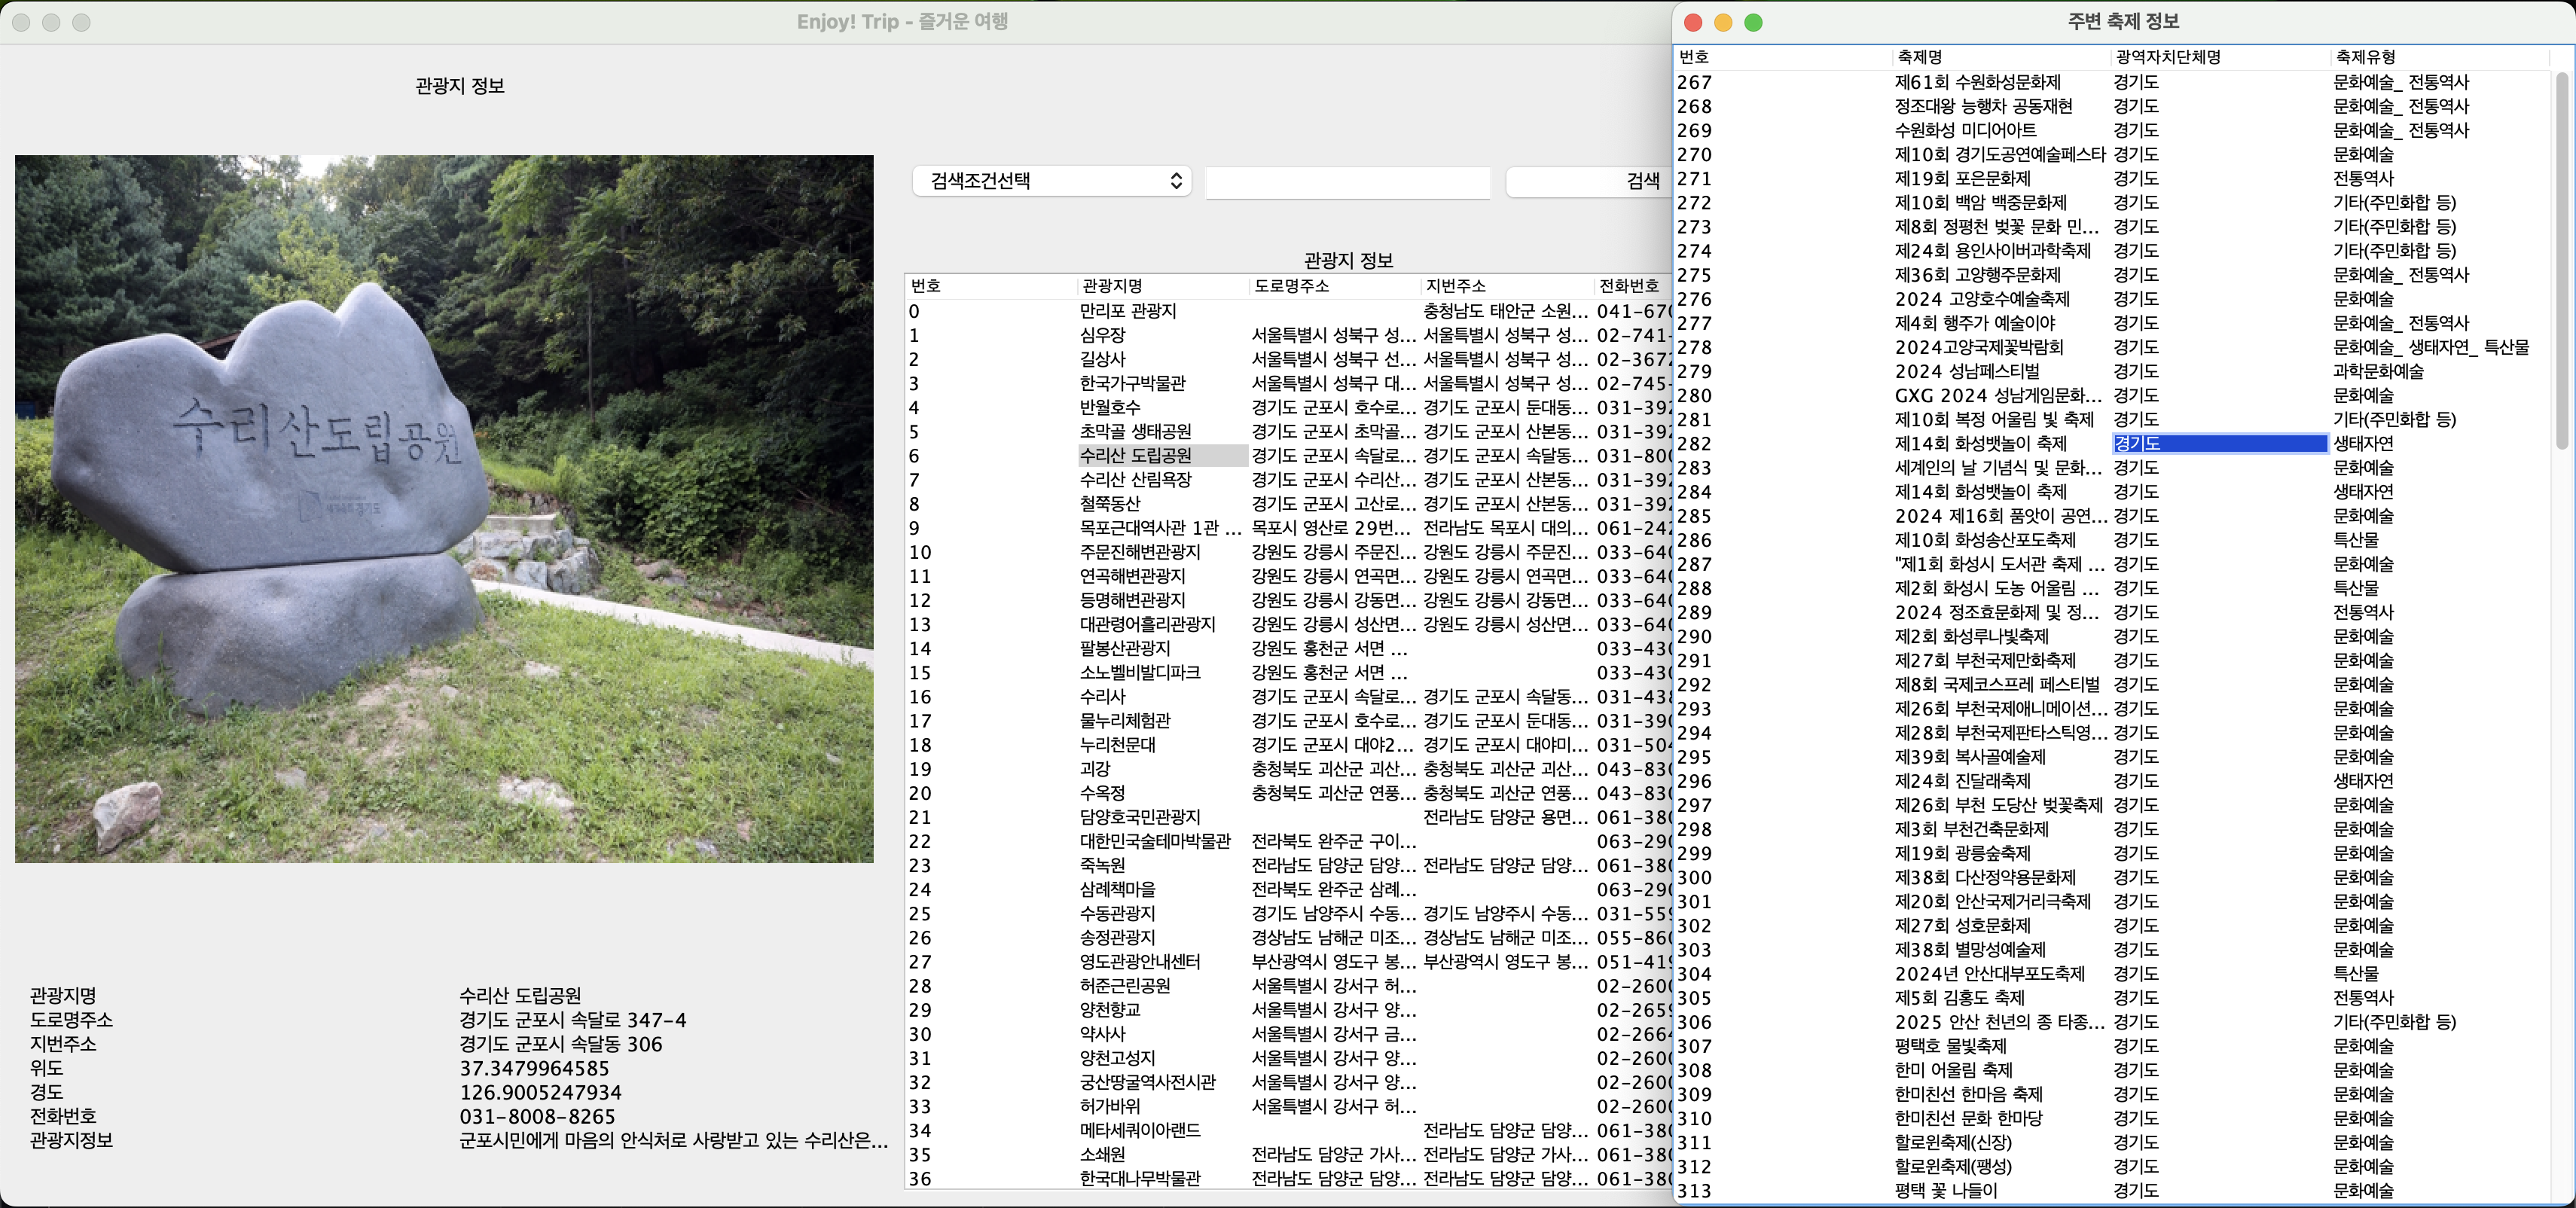 Enjoy! Trip - 즐거운 여행
관광지 정보
수리산도립공원
검색조건선택
검색
관광지 정보
번호 관광지명 도로명주소 지번주소 전화번호
0 만리포 관광지 충청남도 태안군 소원... 041-670
1 심우장 서울특별시 성북구 성... 서울특별시 성북구 성... 02-741-
2 길상사 서울특별시 성북구 선... 서울특별시 성북구 성... 02-3672
3 한국가구박물관 서울특별시 성북구 대... 서울특별시 성북구 성... 02-745-
4 반월호수 경기도 군포시 호수로... 경기도 군포시 둔대동... 031-392
5 초막골 생태공원 경기도 군포시 초막골... 경기도 군포시 산본동... 031-392
6 수리산 도립공원 경기도 군포시 속달로... 경기도 군포시 속달동... 031-800
7 수리산 산림욕장 경기도 군포시 수리산... 경기도 군포시 산본동... 031-392
8 철쭉동산 경기도 군포시 고산로... 경기도 군포시 산본동... 031-392
9 목포근대역사관 1관 ... 목포시 영산로 29번... 전라남도 목포시 대의... 061-242
10 주문진해변관광지 강원도 강릉시 주문진... 강원도 강릉시 주문진... 033-640
11 연곡해변관광지 강원도 강릉시 연곡면... 강원도 강릉시 연곡면... 033-640
12 등명해변관광지 강원도 강릉시 강동면... 강원도 강릉시 강동면... 033-640
13 대관령어흘리관광지 강원도 강릉시 성산면... 강원도 강릉시 성산면... 033-640
14 팔봉산관광지 강원도 홍천군 서면 ... 033-430
15 소노벨비발디파크 강원도 홍천군 서면 ... 033-430
16 수리사 경기도 군포시 속달로... 경기도 군포시 속달동... 031-438
17 물누리체험관 경기도 군포시 호수로... 경기도 군포시 둔대동... 031-390
18 누리천문대 경기도 군포시 대야2... 경기도 군포시 대야미... 031-504
19 괴강 충청북도 괴산군 괴산... 충청북도 괴산군 괴산... 043-830
20 수옥정 충청북도 괴산군 연풍... 충청북도 괴산군 연풍... 043-830
21 담양호국민관광지 전라남도 담양군 용면... 061-380
22 대한민국술테마박물관 전라북도 완주군 구이... 063-290
23 죽녹원 전라남도 담양군 담양... 전라남도 담양군 담양... 061-380
24 삼례책마을 전라북도 완주군 삼례... 063-290
25 수동관광지 경기도 남양주시 수동... 경기도 남양주시 수동... 031-559
26 송정관광지 경상남도 남해군 미조... 경상남도 남해군 미조... 055-860
27 영도관광안내센터 부산광역시 영도구 봉... 부산광역시 영도구 봉... 051-419
28 허준근린공원 서울특별시 강서구 허... 02-2600
29 양천향교 서울특별시 강서구 양... 02-2659
30 약사사 서울특별시 강서구 금... 02-2664
31 양천고성지 서울특별시 강서구 양... 02-2600
32 궁산땅굴역사전시관 서울특별시 강서구 양... 02-2600
33 허가바위 서울특별시 강서구 허... 02-2600
34 메타세쿼이아랜드 전라남도 담양군 담양... 061-380
35 소쇄원 전라남도 담양군 가사... 전라남도 담양군 가사... 061-380
36 한국대나무박물관 전라남도 담양군 담양... 전라남도 담양군 담양... 061-380
관광지명 수리산 도립공원
도로명주소 경기도 군포시 속달로 347-4
지번주소 경기도 군포시 속달동 306
위도 37.3479964585
경도 126.9005247934
전화번호 031-8008-8265
관광지정보 군포시민에게 마음의 안식처로 사랑받고 있는 수리산은...
주변 축제 정보
번호 축제명 광역자치단체명 축제유형
267 제61회 수원화성문화제 경기도 문화예술_ 전통역사
268 정조대왕 능행차 공동재현 경기도 문화예술_ 전통역사
269 수원화성 미디어아트 경기도 문화예술_ 전통역사
270 제10회 경기도공연예술페스타 경기도 문화예술
271 제19회 포은문화제 경기도 전통역사
272 제10회 백암 백중문화제 경기도 기타(주민화합 등)
273 제8회 정평천 벚꽃 문화 민... 경기도 기타(주민화합 등)
274 제24회 용인사이버과학축제 경기도 기타(주민화합 등)
275 제36회 고양행주문화제 경기도 문화예술_ 전통역사
276 2024 고양호수예술축제 경기도 문화예술
277 제4회 행주가 예술이야 경기도 문화예술_ 전통역사
278 2024고양국제꽃박람회 경기도 문화예술_ 생태자연_ 특산물
279 2024 성남페스티벌 경기도 과학문화예술
280 GXG 2024 성남게임문화... 경기도 문화예술
281 제10회 복정 어울림 빛 축제 경기도 기타(주민화합 등)
282 제14회 화성뱃놀이 축제 경기도 생태자연
283 세계인의 날 기념식 및 문화... 경기도 문화예술
284 제14회 화성뱃놀이 축제 경기도 생태자연
285 2024 제16회 품앗이 공연... 경기도 문화예술
286 제10회 화성송산포도축제 경기도 특산물
287 "제1회 화성시 도서관 축제 ... 경기도 문화예술
288 제2회 화성시 도농 어울림 ... 경기도 특산물
289 2024 정조효문화제 및 정... 경기도 전통역사
290 제2회 화성루나빛축제 경기도 문화예술
291 제27회 부천국제만화축제 경기도 문화예술
292 제8회 국제코스프레 페스티벌 경기도 문화예술
293 제26회 부천국제애니메이션... 경기도 문화예술
294 제28회 부천국제판타스틱영... 경기도 문화예술
295 제39회 복사골예술제 경기도 문화예술
296 제24회 진달래축제 경기도 생태자연
297 제26회 부천 도당산 벚꽃축제 경기도 문화예술
298 제3회 부천건축문화제 경기도 문화예술
299 제19회 광릉숲축제 경기도 문화예술
300 제38회 다산정약용문화제 경기도 문화예술
301 제20회 안산국제거리극축제 경기도 문화예술
302 제27회 성호문화제 경기도 문화예술
303 제38회 별망성예술제 경기도 문화예술
304 2024년 안산대부포도축제 경기도 특산물
305 제5회 김홍도 축제 경기도 전통역사
306 2025 안산 천년의 종 타종... 경기도 기타(주민화합 등)
307 평택호 물빛축제 경기도 문화예술
308 한미 어울림 축제 경기도 문화예술
309 한미친선 한마음 축제 경기도 문화예술
310 한미친선 문화 한마당 경기도 문화예술
311 할로윈축제(신장) 경기도 문화예술
312 할로윈축제(팽성) 경기도 문화예술
313 평택 꽃 나들이 경기도 문화예술